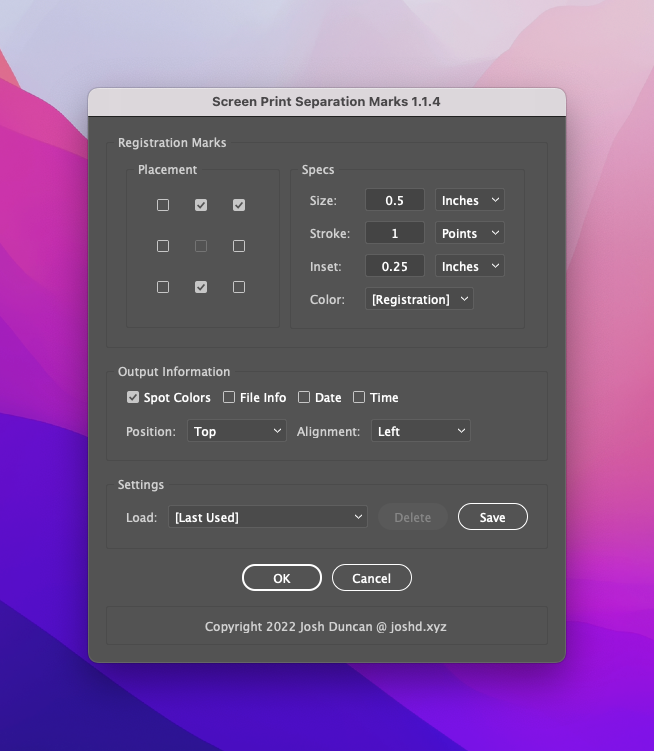 Screen Print Separation Marks 1.1.4
Registration Marks
Placement
Specs
Size: 0.5 Inches
Stroke: 1 Points
Inset: 0.25 Inches
Color: [Registration]
Output Information
Spot Colors File Info Date Time
Position: Top Alignment: Left
Settings
Load: [Last Used] Delete Save
OK Cancel
Copyright 2022 Josh Duncan @ joshd.xyz